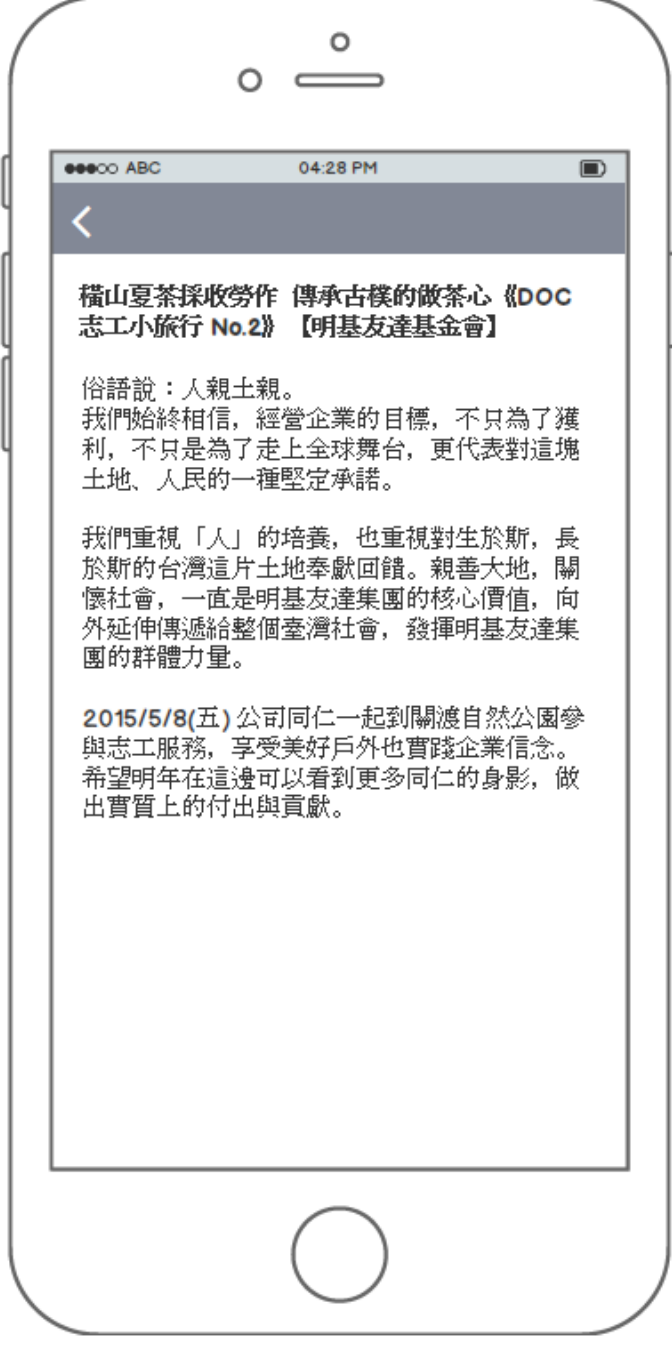 ABC 04:28 PM
橫山夏茶採收勞作 傳承古樸的做茶心《DOC
志工小旅行 No.2》【明基友達基金會】
俗語說：人親土親。
我們始終相信，經營企業的目標，不只為了獲
利，不只是為了走上全球舞台，更代表對這塊
土地、人民的一種堅定承諾。
我們重視「人」的培養，也重視對生於斯，長
於斯的台灣這片土地奉獻回饋。親善大地，關
懷社會，一直是明基友達集團的核心價值，向
外延伸傳遞給整個臺灣社會，發揮明基友達集
團的群體力量。
2015/5/8(五) 公司同仁一起到關渡自然公園參
與志工服務，享受美好戶外也實踐企業信念。
希望明年在這邊可以看到更多同仁的身影，做
出實質上的付出與貢獻。